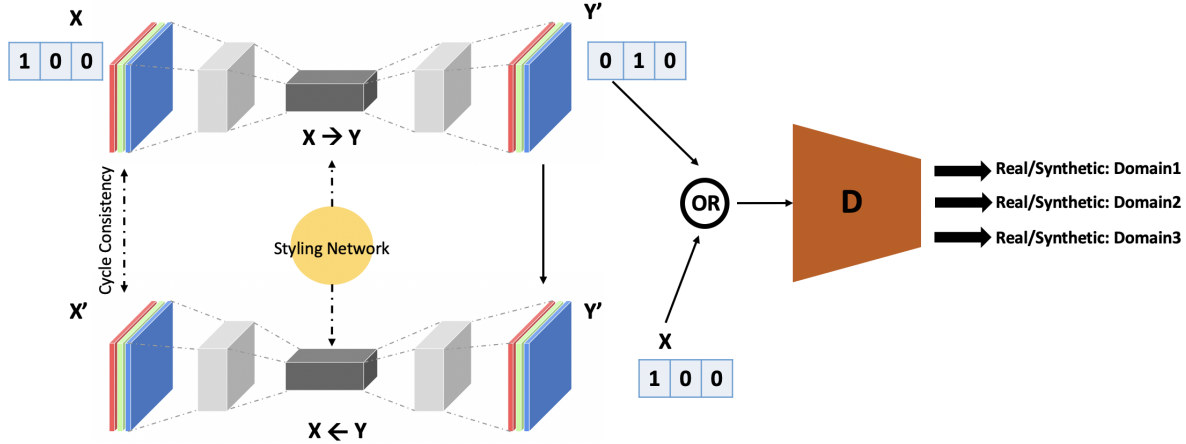 X
Y’
1 0 0
0 1 0
X → Y
Cycle Consistency
Styling Network
OR
D
Real/Synthetic: Domain1
Real/Synthetic: Domain2
Real/Synthetic: Domain3
X’
Y’
X
1 0 0
X ← Y